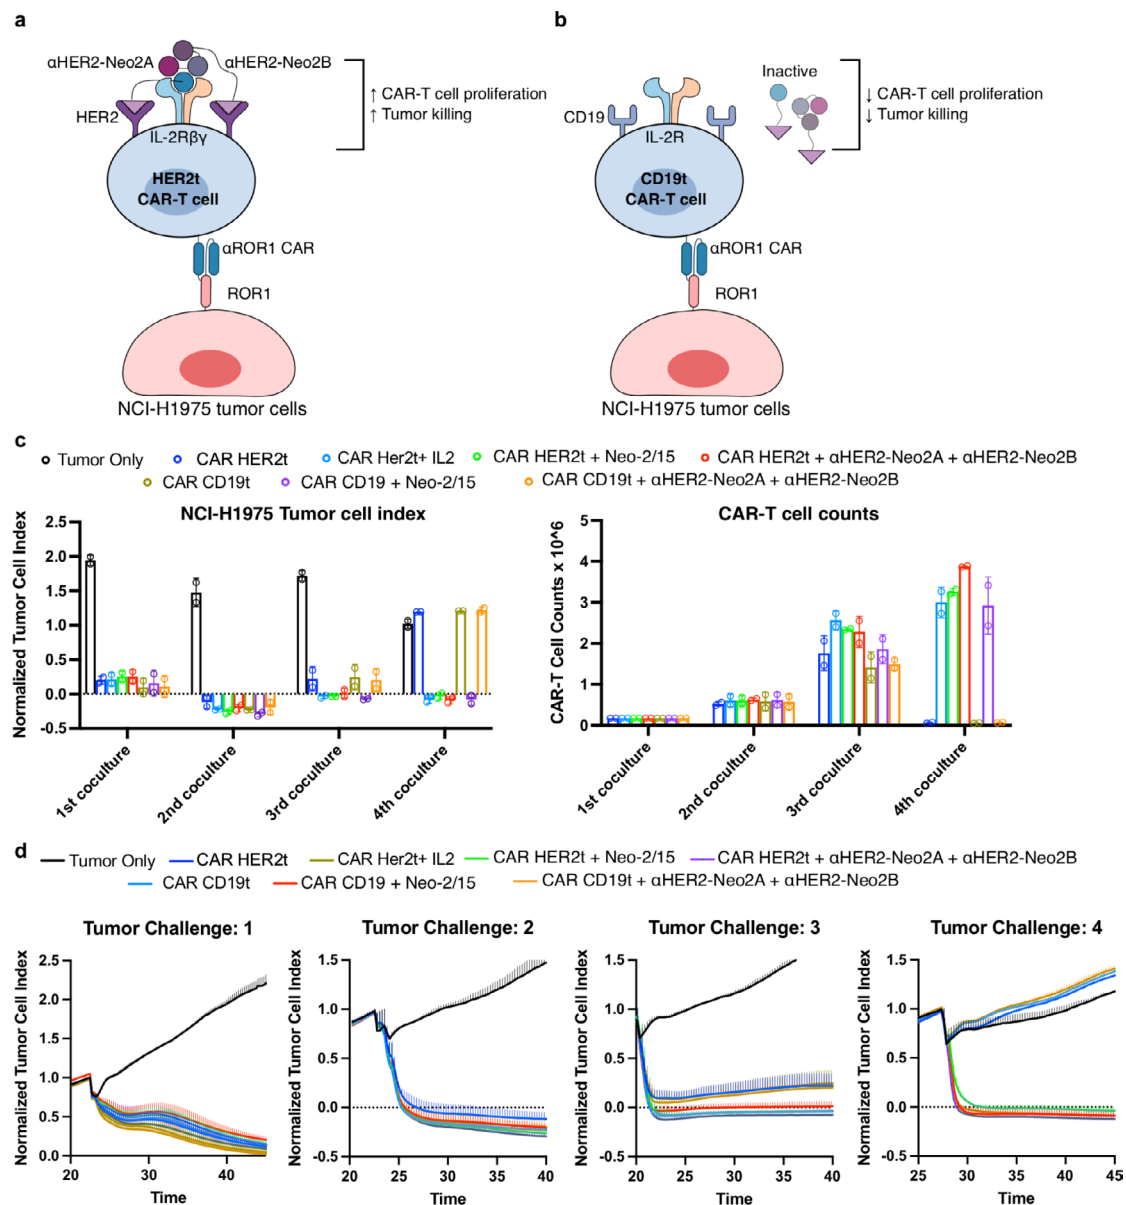 a
b
αHER2-Neo2A
αHER2-Neo2B
HER2
IL-2Rβγ
HER2t
CAR-T cell
↑ CAR-T cell proliferation
↑ Tumor killing
αROR1 CAR
ROR1
NCI-H1975 tumor cells
Inactive
CD19
IL-2R
CD19t
CAR-T cell
↓ CAR-T cell proliferation
↓ Tumor killing
αROR1 CAR
ROR1
NCI-H1975 tumor cells
c
Tumor Only
CAR HER2t
CAR Her2t+ IL2
CAR HER2t + Neo-2/15
CAR HER2t + αHER2-Neo2A + αHER2-Neo2B
CAR CD19t
CAR CD19 + Neo-2/15
CAR CD19t + αHER2-Neo2A + αHER2-Neo2B
NCI-H1975 Tumor cell index
Normalized Tumor Cell Index
2.5
2.0
1.5
1.0
0.5
0.0
-0.5
1st coculture
2nd coculture
3rd coculture
4th coculture
CAR-T cell counts
CAR-T Cell Counts x 10^6
5
4
3
2
1
0
1st coculture
2nd coculture
3rd coculture
4th coculture
d
Tumor Only
CAR HER2t
CAR Her2t+ IL2
CAR HER2t + Neo-2/15
CAR HER2t + αHER2-Neo2A + αHER2-Neo2B
CAR CD19t
CAR CD19 + Neo-2/15
CAR CD19t + αHER2-Neo2A + αHER2-Neo2B
Tumor Challenge: 1
Normalized Tumor Cell Index
2.5
2.0
1.5
1.0
0.5
0.0
20 30 40
Time
Tumor Challenge: 2
Normalized Tumor Cell Index
1.5
1.0
0.5
0.0
-0.5
20 25 30 35 40
Time
Tumor Challenge: 3
Normalized Tumor Cell Index
1.5
1.0
0.5
0.0
-0.5
20 25 30 35 40
Time
Tumor Challenge: 4
Normalized Tumor Cell Index
1.5
1.0
0.5
0.0
-0.5
25 30 35 40 45
Time